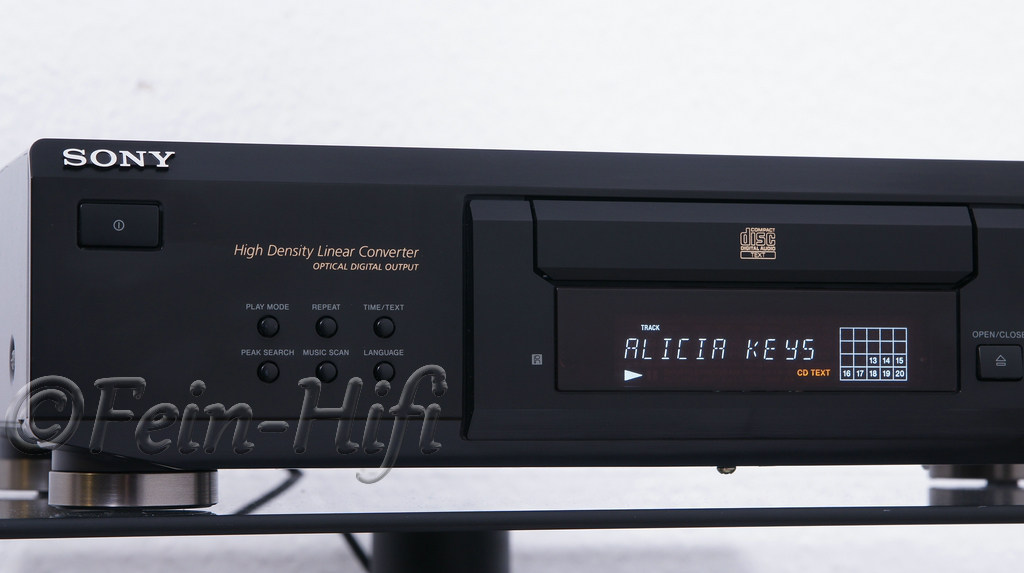 SONY
High Density Linear Converter
OPTICAL DIGITAL OUTPUT
COMPACT
disc
DIGITAL AUDIO
TEXT
PLAY MODE REPEAT TIME/TEXT
PEAK SEARCH MUSIC SCAN LANGUAGE
TRACK
ALICIA KEYS
CD TEXT
13 14 15
16 17 18 19 20
OPEN/CLOSE
©Fein-Hifi